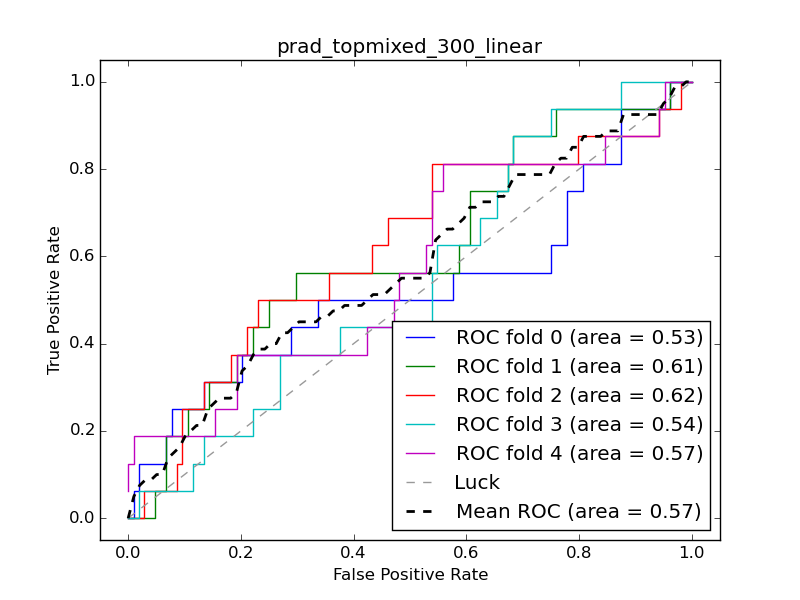 prad_topmixed_300_linear
True Positive Rate
1.0
0.8
0.6
0.4
0.2
0.0
ROC fold 0 (area = 0.53)
ROC fold 1 (area = 0.61)
ROC fold 2 (area = 0.62)
ROC fold 3 (area = 0.54)
ROC fold 4 (area = 0.57)
Luck
Mean ROC (area = 0.57)
0.0 0.2 0.4 0.6 0.8 1.0
False Positive Rate